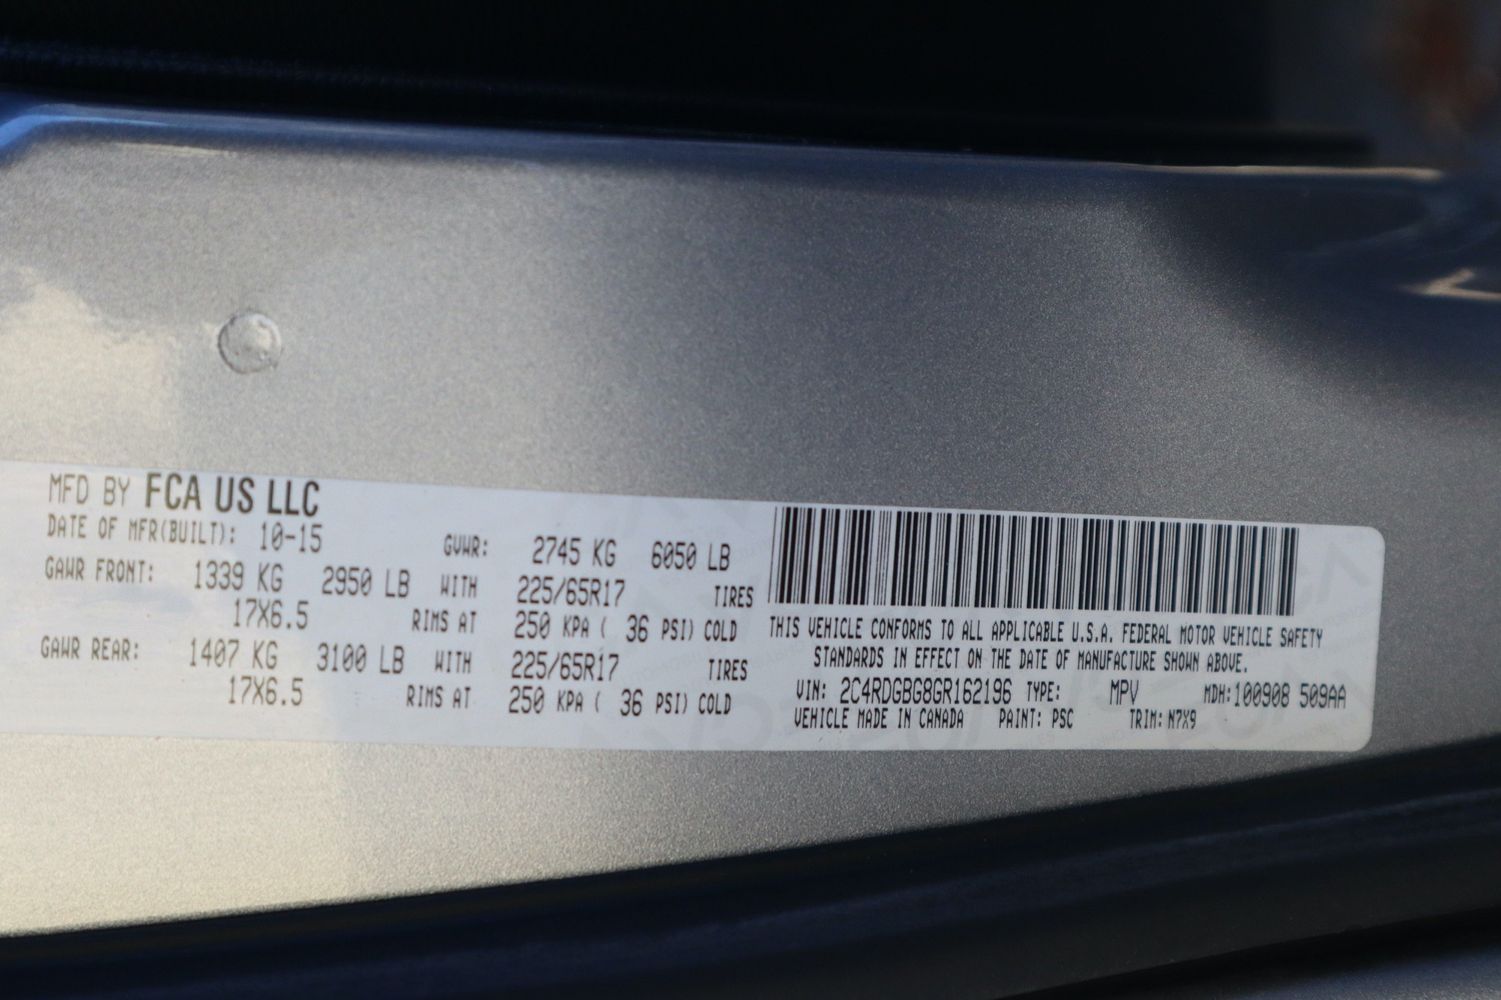 MFD BY FCA US LLC
DATE OF MFR(BUILT): 10-15 GVWR: 2745 KG 6050 LB
GAWR FRONT: 1339 KG 2950 LB WITH 225/65R17 TIRES
17X6.5 RIMS AT 250 KPA ( 36 PSI) COLD
GAWR REAR: 1407 KG 3100 LB WITH 225/65R17 TIRES
17X6.5 RIMS AT 250 KPA ( 36 PSI) COLD
THIS VEHICLE CONFORMS TO ALL APPLICABLE U.S.A. FEDERAL MOTOR VEHICLE SAFETY
STANDARDS IN EFFECT ON THE DATE OF MANUFACTURE SHOWN ABOVE.
VIN: 2C4RDGBG8GR162196 TYPE: MPV MDH:100908 509AA
VEHICLE MADE IN CANADA PAINT: PSC TRIM: N7X9